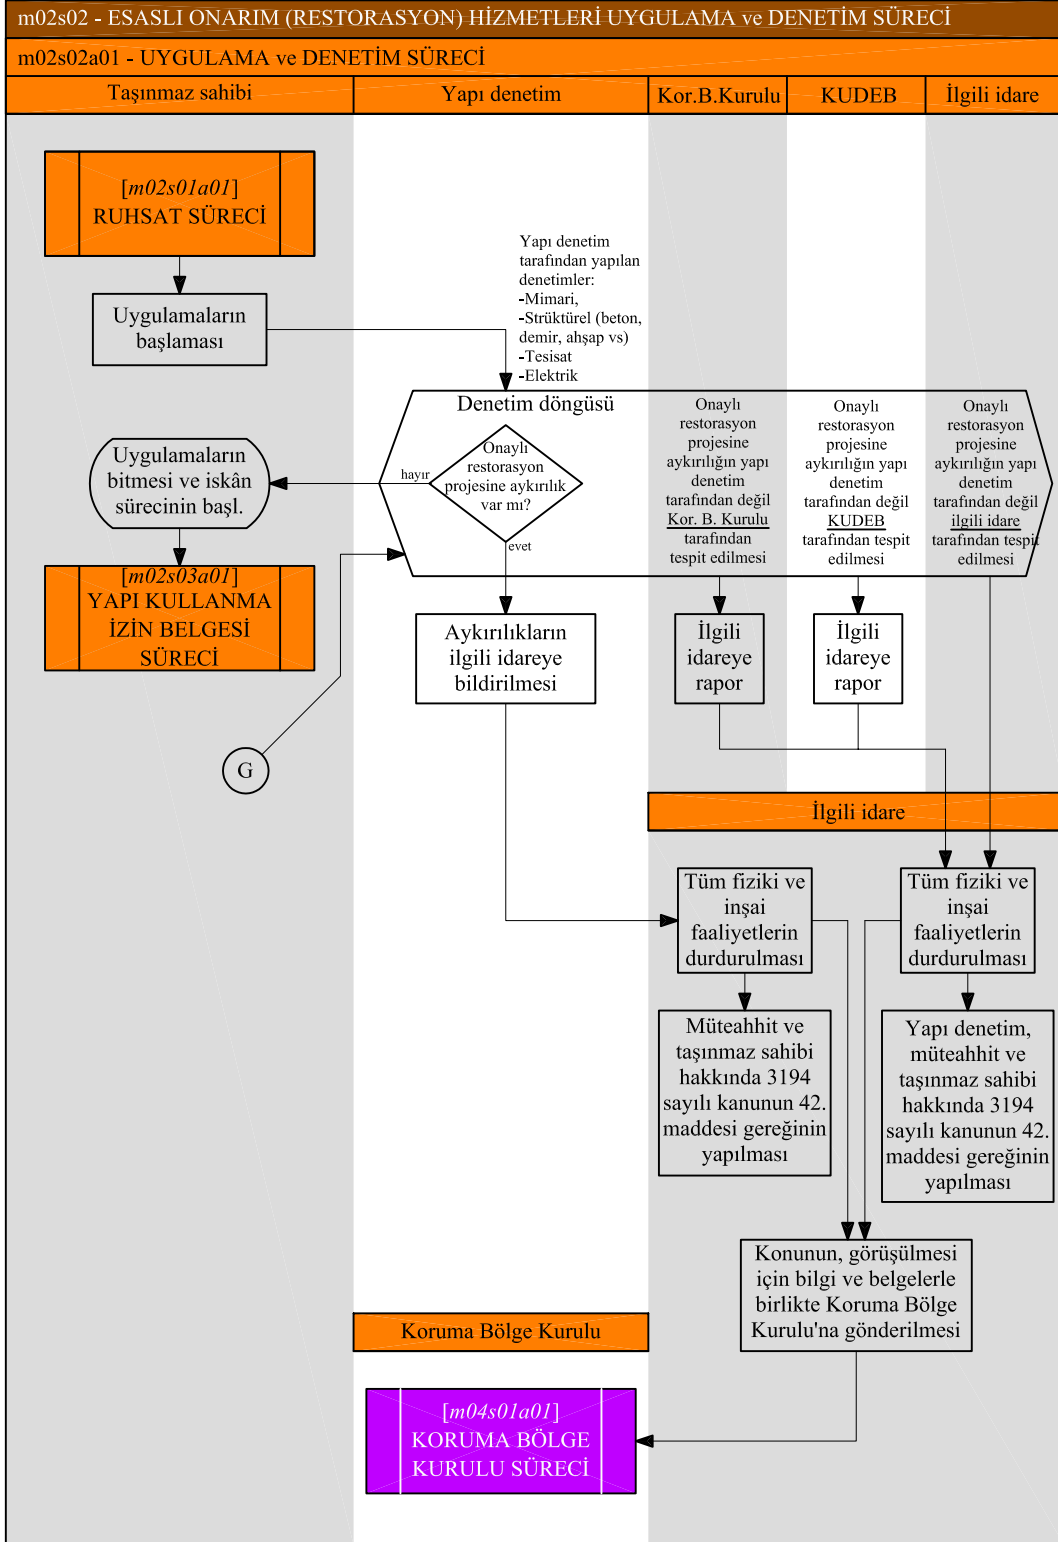 m02s02 - ESASLI ONARIM (RESTORASYON) HİZMETLERİ UYGULAMA ve DENETİM SÜRECİ
m02s02a01 - UYGULAMA ve DENETİM SÜRECİ
Taşınmaz sahibi
Yapı denetim
Kor.B.Kurulu
KUDEB
İlgili idare
[m02s01a01]
RUHSAT SÜRECİ
Uygulamaların
başlaması
Yapı denetim
tarafından yapılan
denetimler:
-Mimari,
-Strüktürel (beton,
demir, ahşap vs)
-Tesisat
-Elektrik
Denetim döngüsü
Onaylı
restorasyon
projesine aykırılık
var mı?
hayır
evet
Onaylı
restorasyon
projesine
aykırılığın yapı
denetim
tarafından değil
Kor. B. Kurulu
tarafından
tespit edilmesi
Onaylı
restorasyon
projesine
aykırılığın yapı
denetim
tarafından değil
KUDEB
tarafından tespit
edilmesi
Onaylı
restorasyon
projesine
aykırılığın yapı
denetim
tarafından değil
ilgili idare
tarafından tespit
edilmesi
Uygulamaların
bitmesi ve iskân
sürecinin başl.
[m02s03a01]
YAPI KULLANMA
İZİN BELGESİ
SÜRECİ
Aykırılıkların
ilgili idareye
bildirilmesi
İlgili
idareye
rapor
İlgili
idareye
rapor
G
İlgili idare
Tüm fiziki ve
inşai
faaliyetlerin
durdurulması
Tüm fiziki ve
inşai
faaliyetlerin
durdurulması
Müteahhit ve
taşınmaz sahibi
hakkında 3194
sayılı kanunun 42.
maddesi gereğinin
yapılması
Yapı denetim,
müteahhit ve
taşınmaz sahibi
hakkında 3194
sayılı kanunun 42.
maddesi gereğinin
yapılması
Konunun, görüşülmesi
için bilgi ve belgelerle
birlikte Koruma Bölge
Kurulu'na gönderilmesi
Koruma Bölge Kurulu
[m04s01a01]
KORUMA BÖLGE
KURULU SÜRECİ